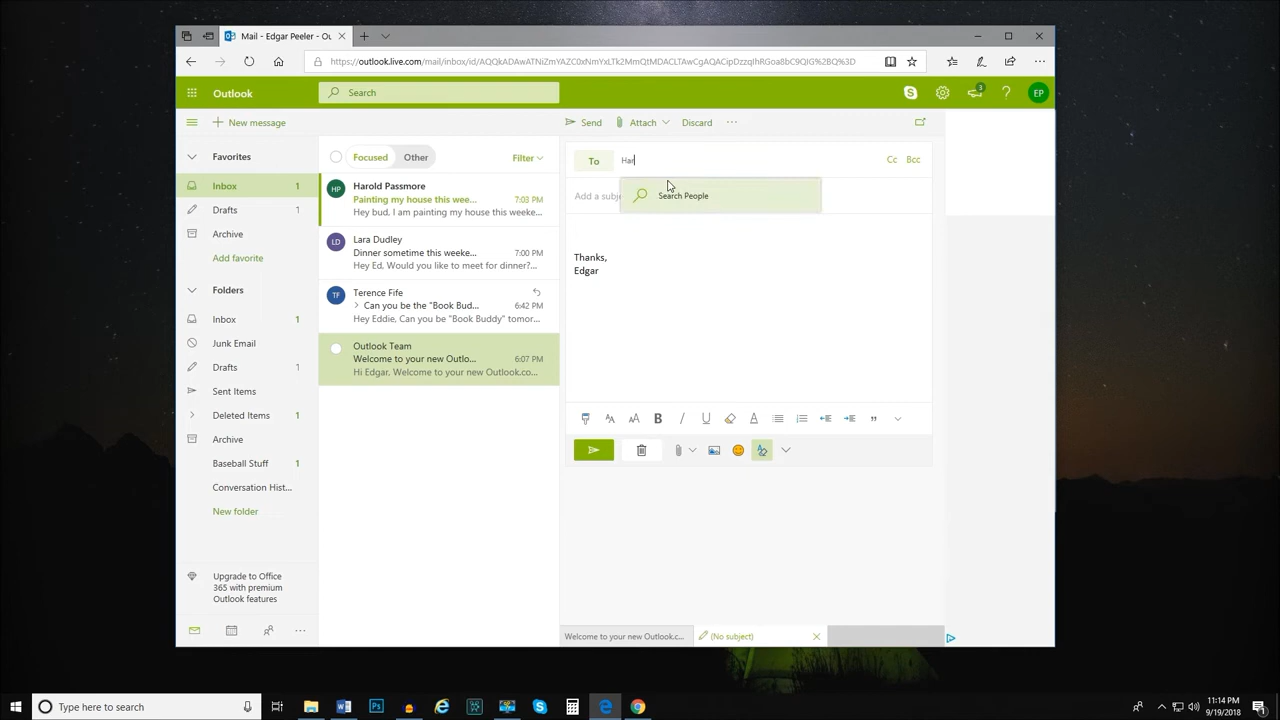 Mail - Edgar Peeler - Ou
https://outlook.live.com/mail/inbox/id/
Outlook
Search
3
?
EP
New message
Send
Attach
Discard
...
Favorites
Inbox 1
Drafts 1
Archive
Add favorite
Folders
Inbox 1
Junk Email
Drafts 1
Sent Items
Deleted Items 1
Archive
Baseball Stuff 1
Conversation Hist...
New folder
Upgrade to Office
365 with premium
Outlook features
...
Focused
Other
Filter
HP
Harold Passmore
Painting my house this wee... 7:03 PM
Hey bud, I am painting my house this weeke...
LD
Lara Dudley
Dinner sometime this weeke... 7:00 PM
Hey Ed, Would you like to meet for dinner?...
TF
Terence Fife
Can you be the "Book Bud... 6:42 PM
Hey Eddie, Can you be "Book Buddy" tomor...
Outlook Team
Welcome to your new Outlo... 6:07 PM
Hi Edgar. Welcome to your new Outlook.co...
To
Har
Cc
Bcc
Add a subje
Search People
Thanks,
Edgar
B I U A
Welcome to your new Outlook.c...
(No subject)
Type here to search
11:14 PM
9/19/2018